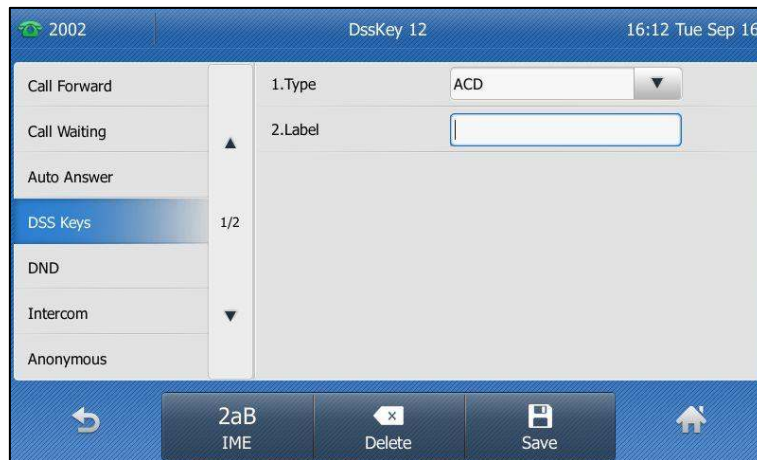 2002 DssKey 12 16:12 Tue Sep 16
Call Forward
Call Waiting
Auto Answer
DSS Keys
DND
Intercom
Anonymous
1/2
1.Type ACD
2.Label
2aB
IME
Delete
Save